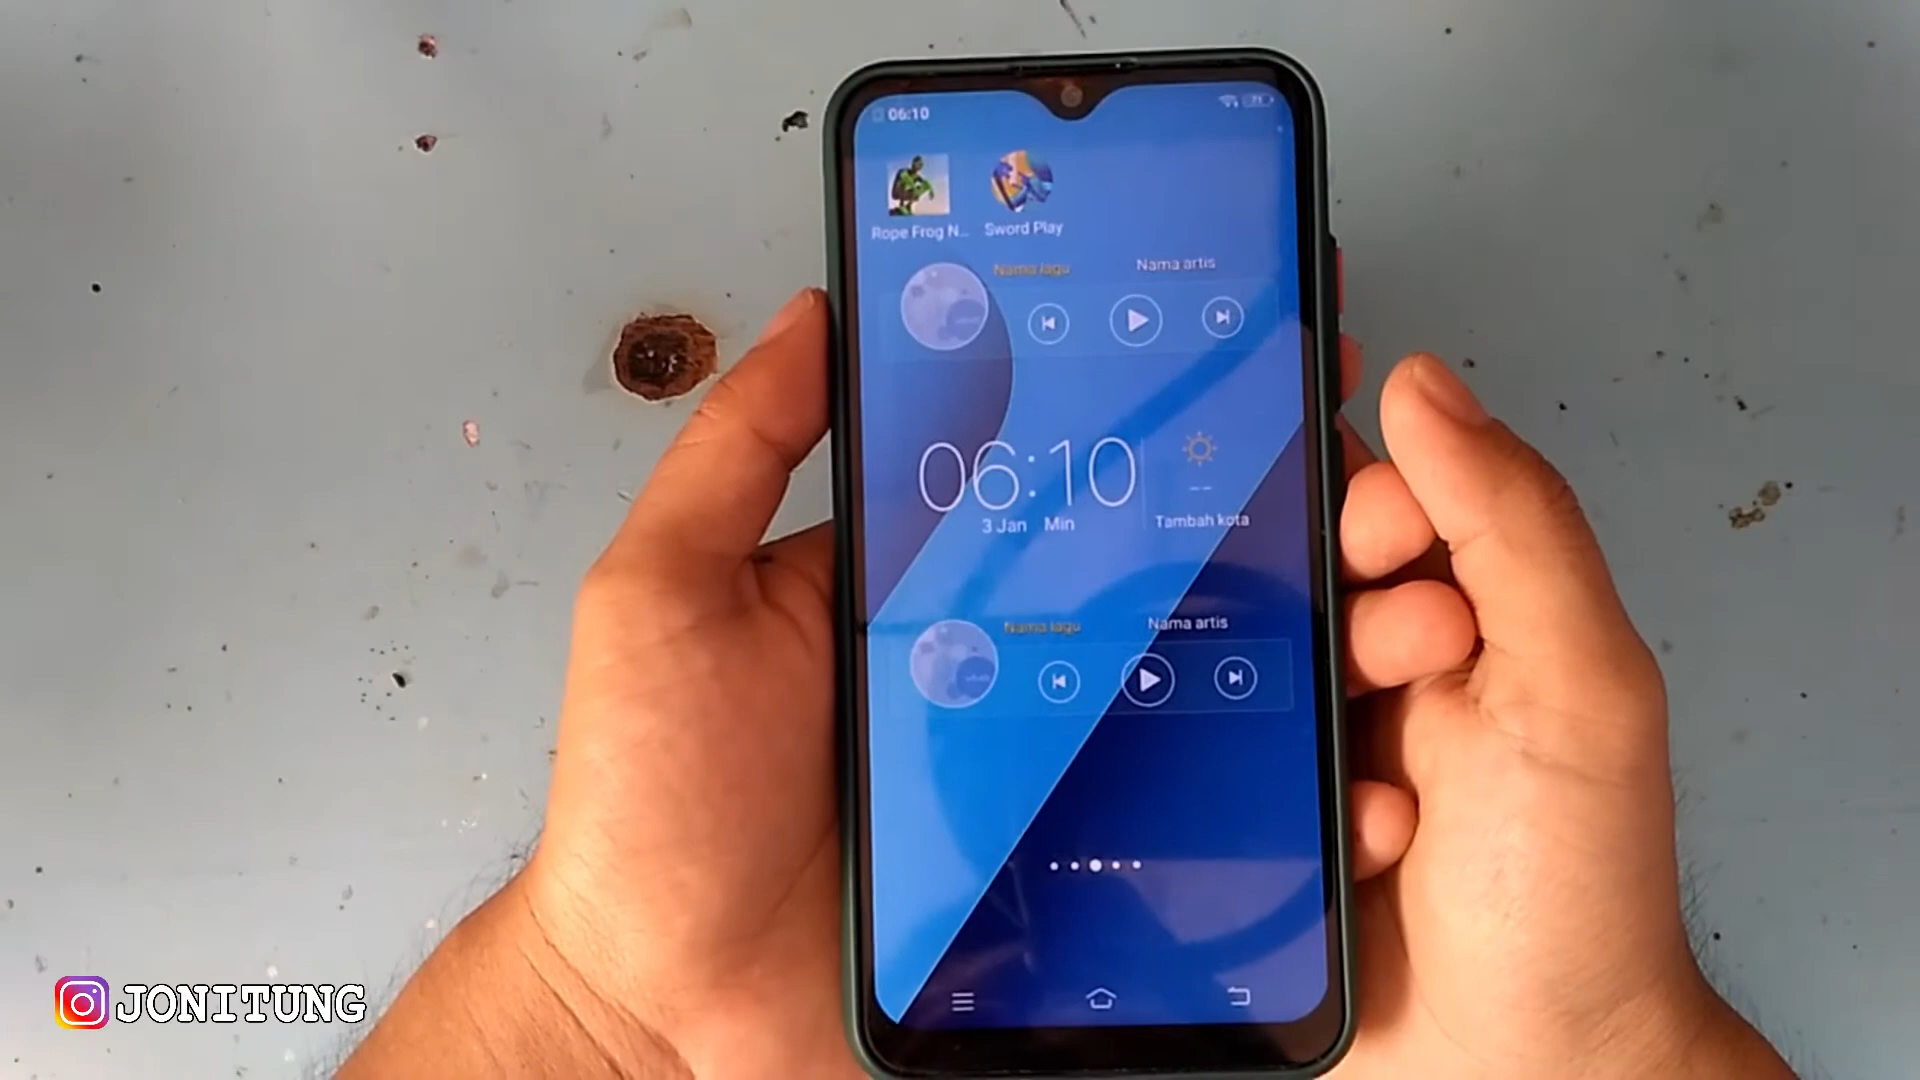 06:10
Rope Frog N...
Sword Play
Nama lagu
Nama artis
06:10
3 Jan Min
Tambah kota
Nama lagu
Nama artis
JONITUNG